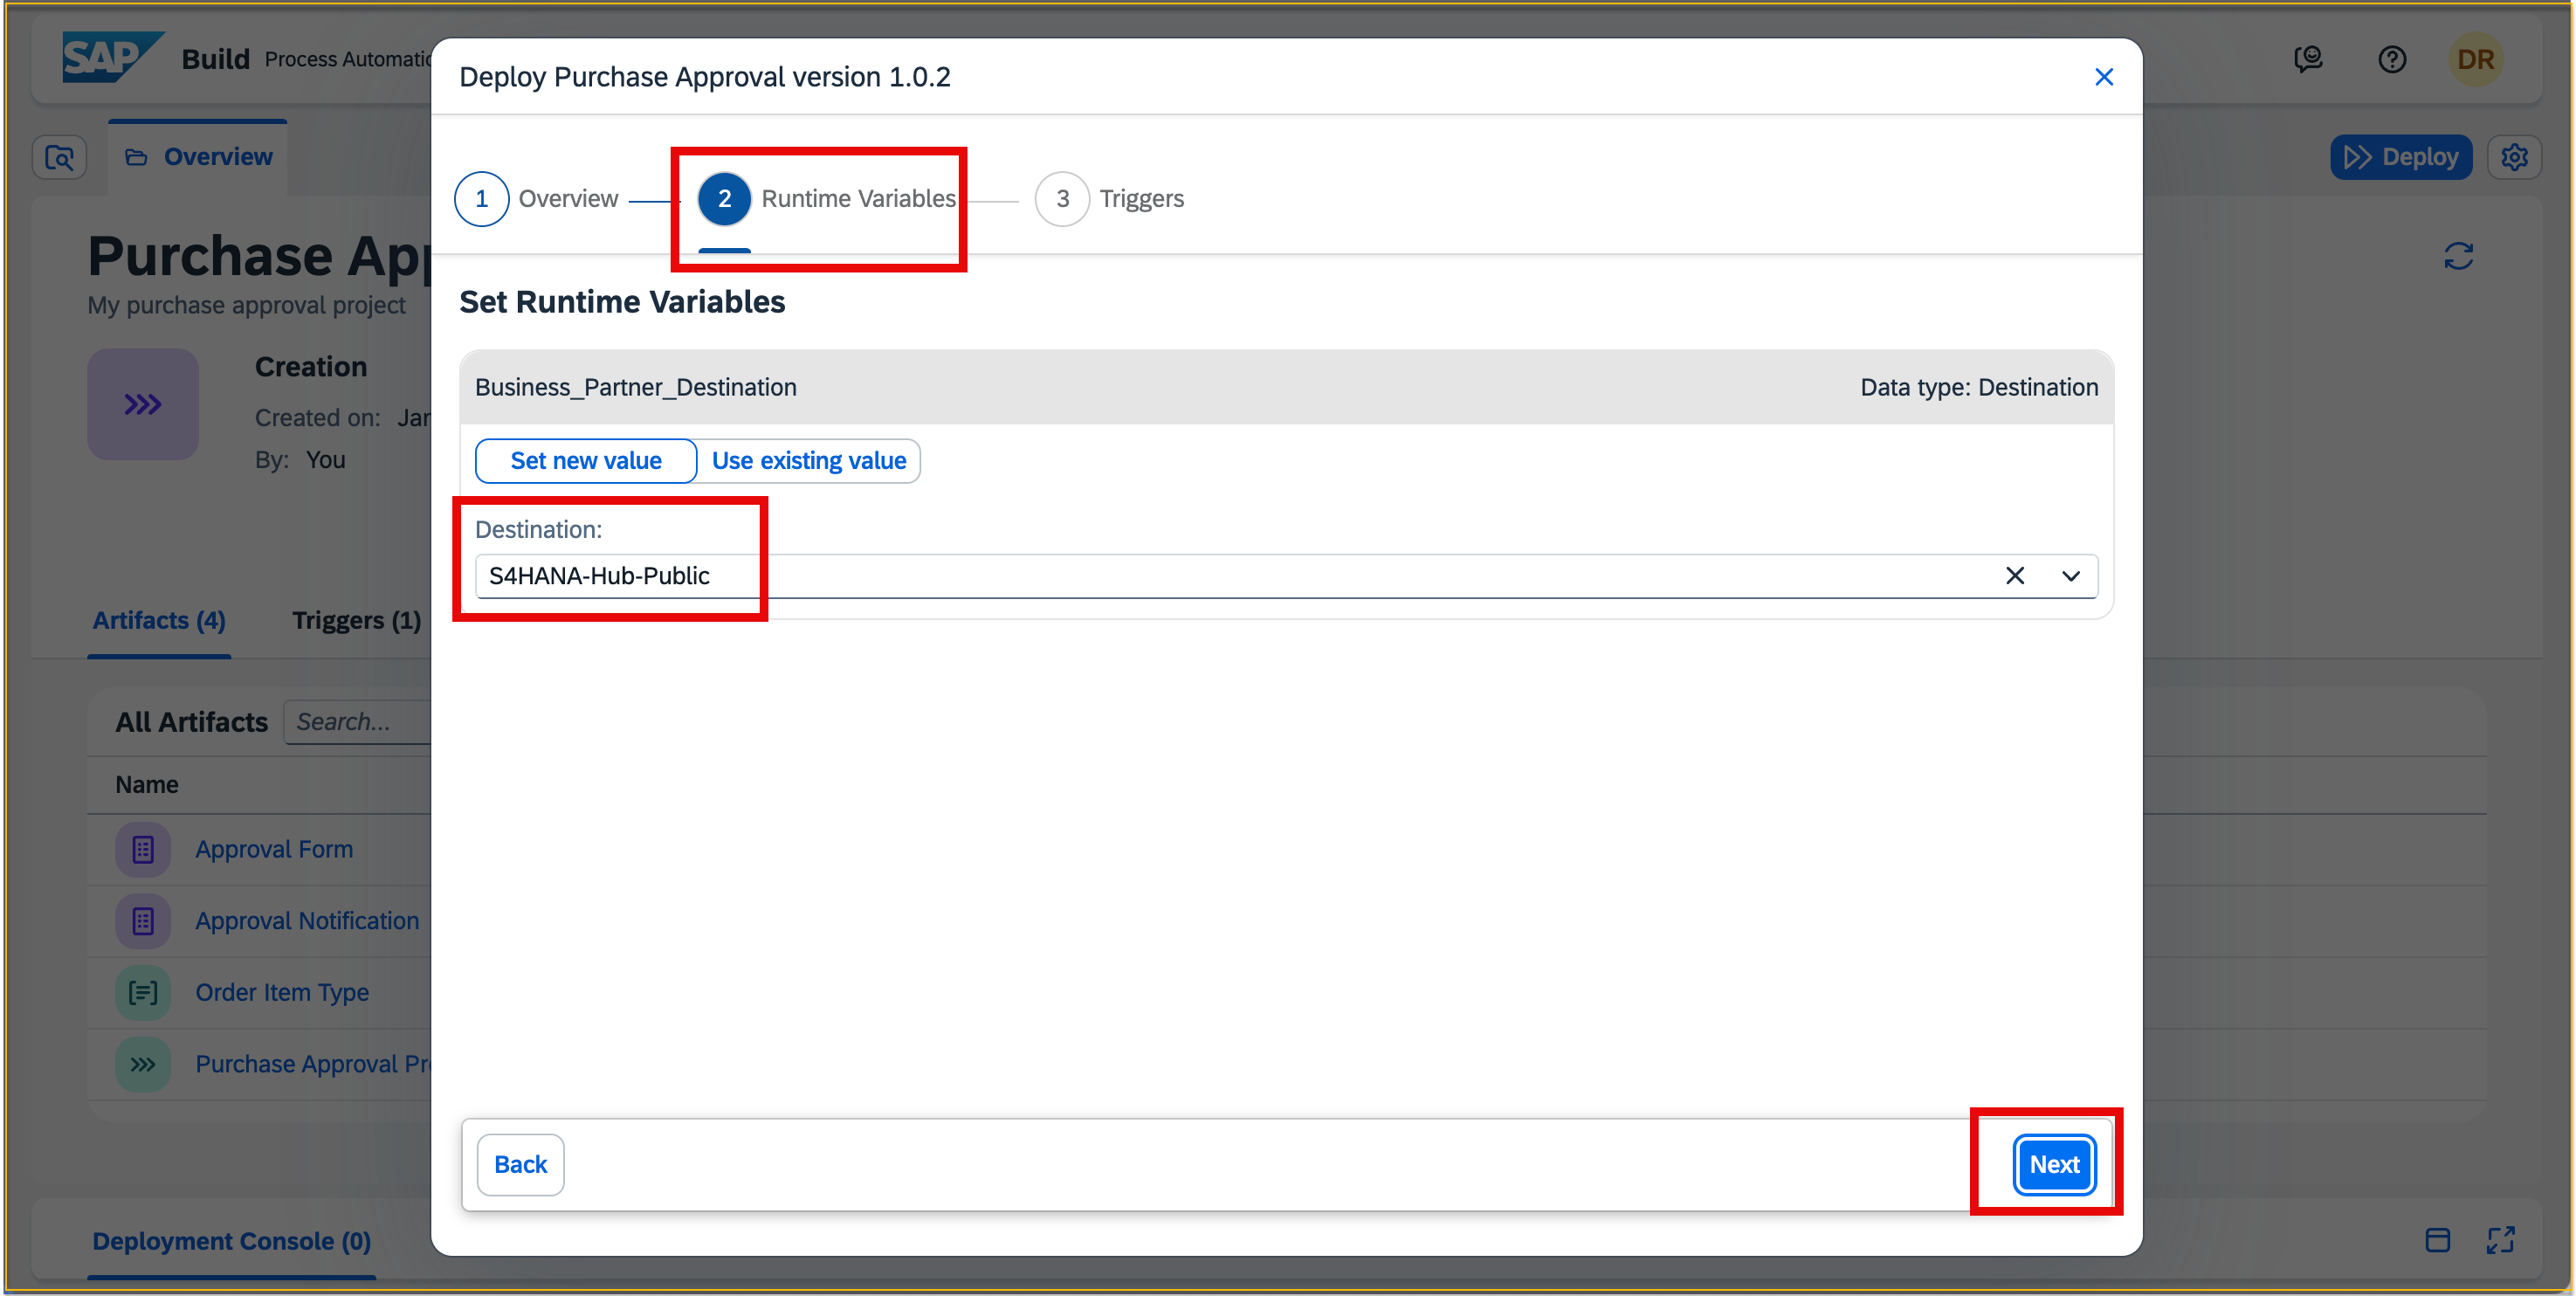 SAP Build Process Automatio
DR
Overview
Deploy
Purchase App
My purchase approval project
Creation
Created on: Jan
By: You
Artifacts (4) Triggers (1)
All Artifacts Search...
Name
Approval Form
Approval Notification
Order Item Type
Purchase Approval Pr
Deployment Console (0)
Deploy Purchase Approval version 1.0.2
1 Overview 2 Runtime Variables 3 Triggers
Set Runtime Variables
Business_Partner_Destination Data type: Destination
Set new value Use existing value
Destination:
S4HANA-Hub-Public
Back Next